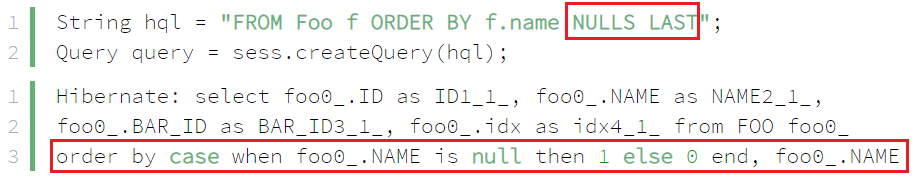 1 String hql = "FROM Foo f ORDER BY f.name NULLS LAST";
2 Query query = sess.createQuery(hql);
1 Hibernate: select foo0_.ID as ID1_1_, foo0_.NAME as NAME2_1_,
2 foo0_.BAR_ID as BAR_ID3_1_, foo0_.idx as idx4_1_ from FOO foo0_
3 order by case when foo0_.NAME is null then 1 else 0 end, foo0_.NAME